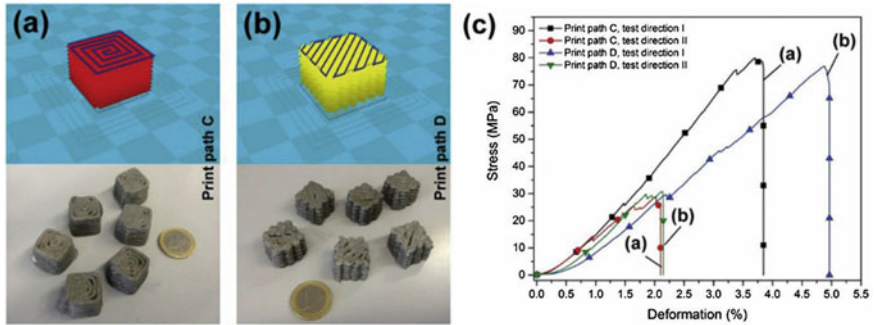 (a)
Print path C
(b)
Print path D
(c)
Print path C, test direction I
Print path C, test direction II
Print path D, test direction I
Print path D, test direction II
(a)
(b)
(a)
(b)
Stress (MPa)
90
80
70
60
50
40
30
20
10
0
0.0 0.5 1.0 1.5 2.0 2.5 3.0 3.5 4.0 4.5 5.0 5.5
Deformation (%)